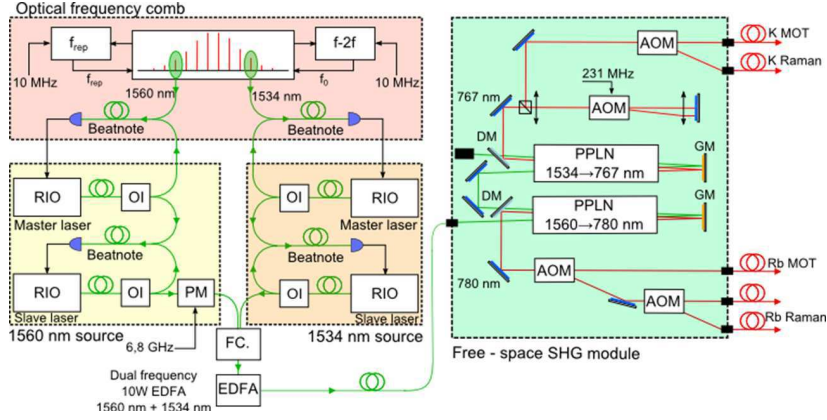 Optical frequency comb
f_rep
f-2f
10 MHz
f_rep
f_0
10 MHz
1560 nm
1534 nm
Beatnote
Beatnote
RIO
OI
OI
RIO
Master laser
Master laser
Beatnote
Beatnote
RIO
OI
PM
OI
RIO
Slave laser
Slave laser
1560 nm source
1534 nm source
6,8 GHz
FC.
Dual frequency
10W EDFA
1560 nm + 1534 nm
EDFA
AOM
K MOT
K Raman
231 MHz
767 nm
AOM
DM
PPLN
1534→767 nm
GM
DM
PPLN
1560→780 nm
GM
780 nm
AOM
Rb MOT
AOM
Rb Raman
Free - space SHG module